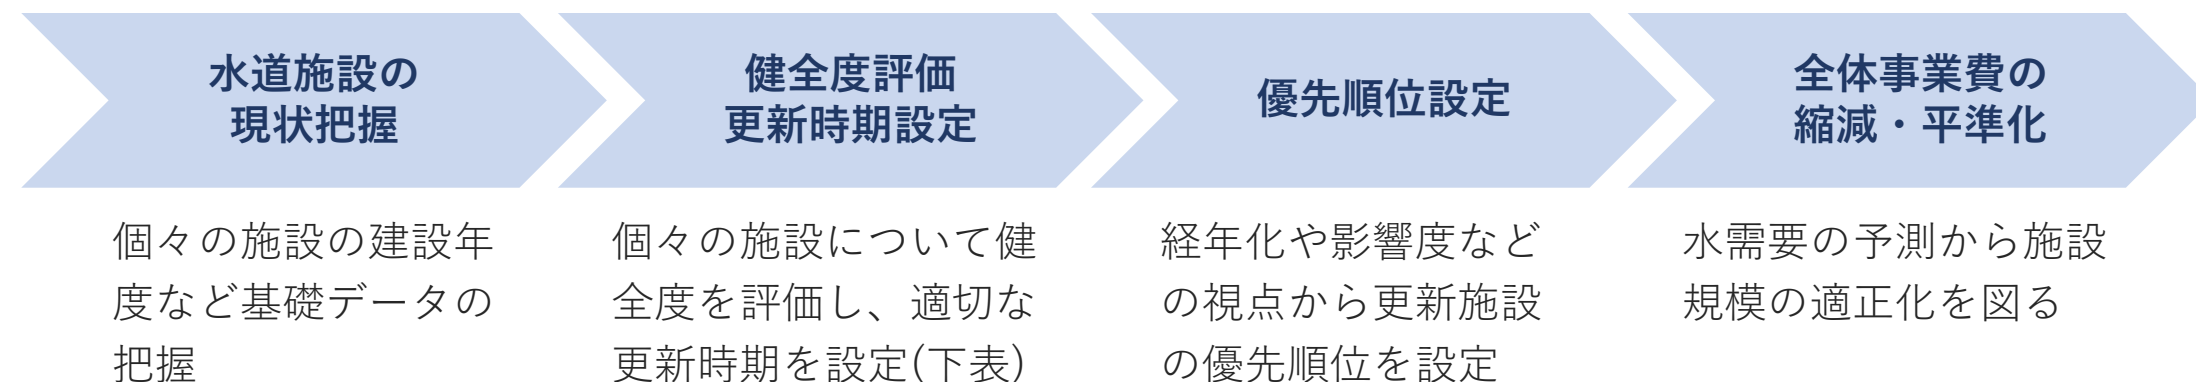 水道施設の
現状把握
健全度評価
更新時期設定
優先順位設定
全体事業費の
縮減・平準化
個々の施設の建設年
度など基礎データの
把握
個々の施設について健
全度を評価し、適切な
更新時期を設定(下表)
経年化や影響度など
の視点から更新施設
の優先順位を設定
水需要の予測から施設
規模の適正化を図る